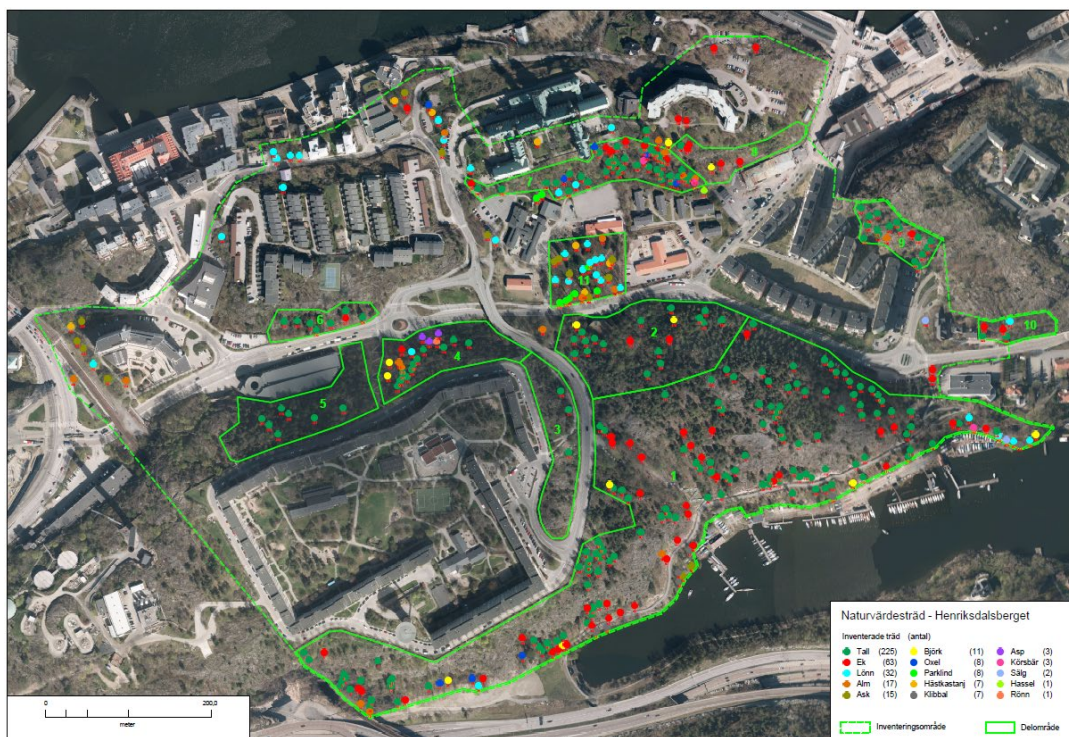 8
7
9
11
10
6
2
4
5
3
1
Naturvärdesträd - Henriksdalsberget
Inventerade träd (antal)
Tall (225) Björk (11) Asp (3)
Ek (63) Oxel (8) Körsbär (3)
Lönn (32) Parklind (8) Sälg (2)
Alm (17) Hästkastanj (7) Hassel (1)
Ask (15) Klibbal (7) Rönn (1)
Inventeringsområde Delområde
0 200,0
meter